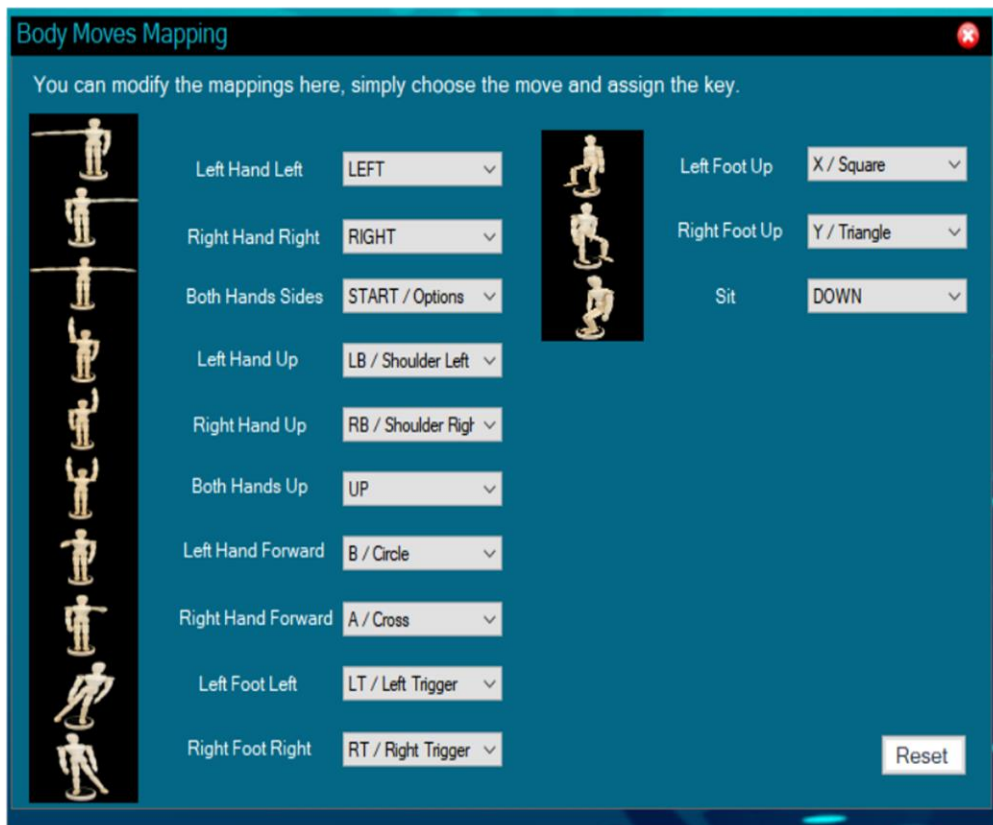 Body Moves Mapping
You can modify the mappings here, simply choose the move and assign the key.
Left Hand Left LEFT
Right Hand Right RIGHT
Both Hands Sides START / Options
Left Hand Up LB / Shoulder Left
Right Hand Up RB / Shoulder Righ
Both Hands Up UP
Left Hand Forward B / Circle
Right Hand Forward A / Cross
Left Foot Left LT / Left Trigger
Right Foot Right RT / Right Trigger
Left Foot Up X / Square
Right Foot Up Y / Triangle
Sit DOWN
Reset